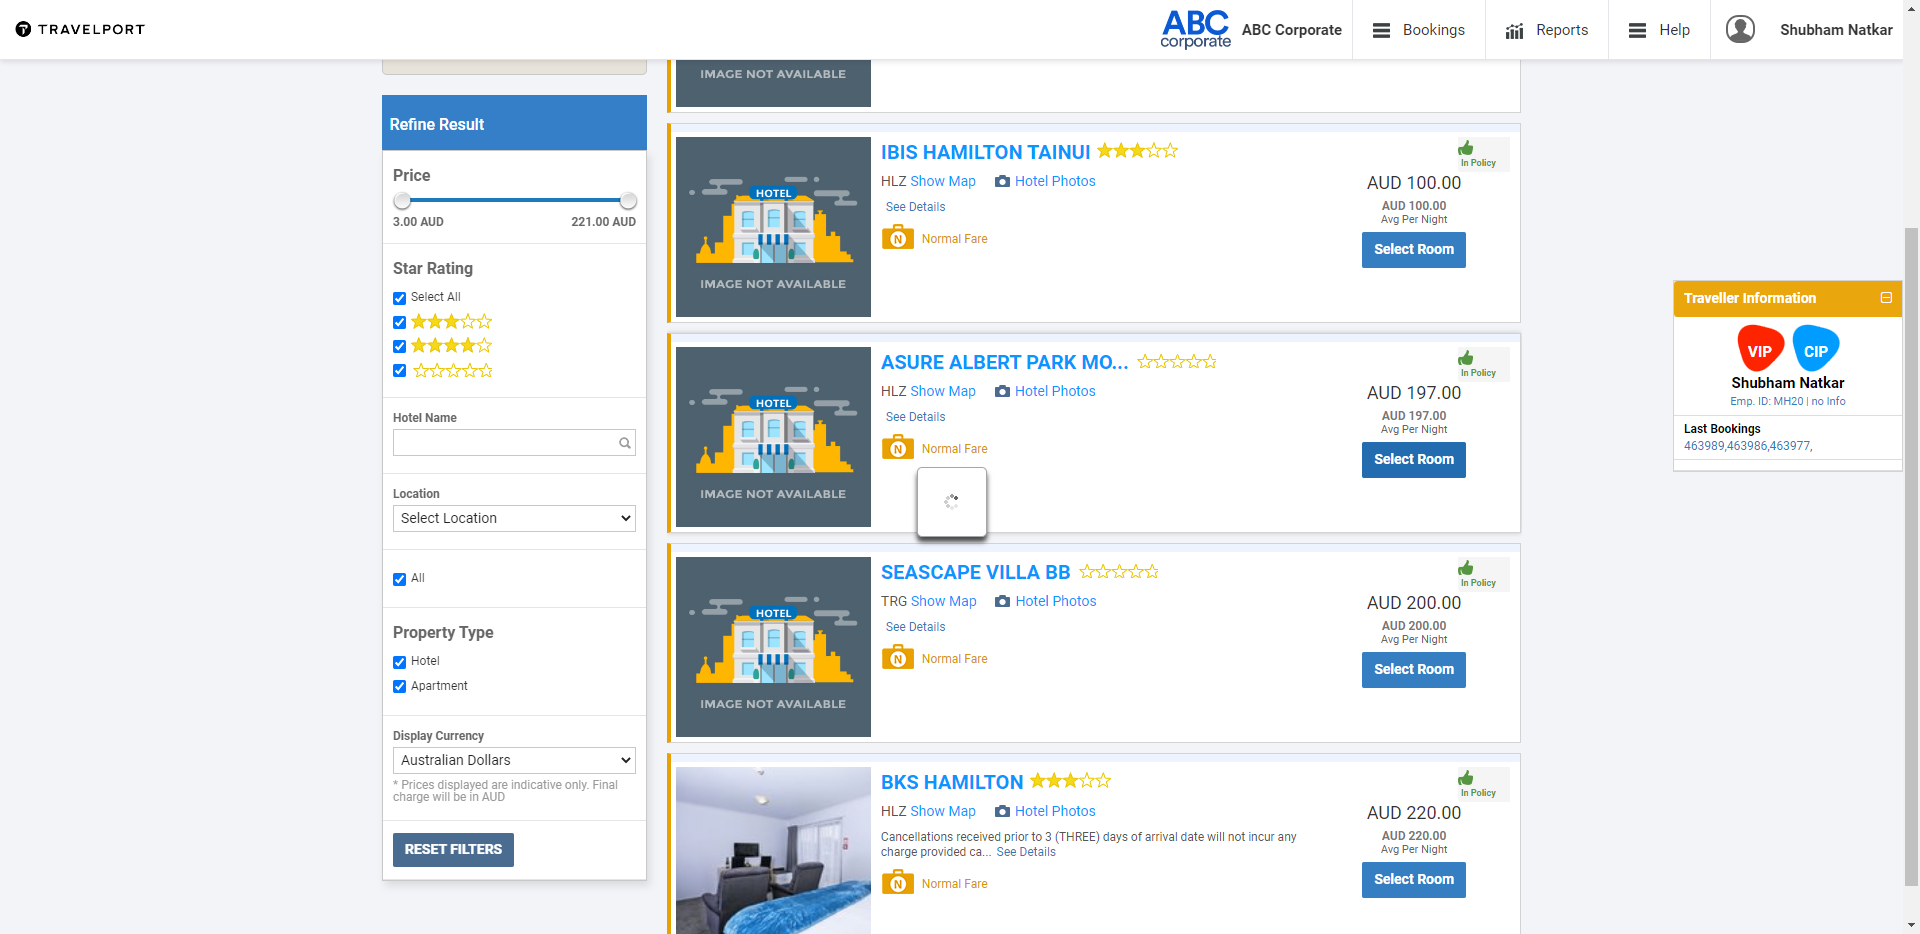 TRAVELPORT
ABC
corporate
ABC Corporate
Bookings
Reports
Help
Shubham Natkar
Refine Result
Price
3.00 AUD
221.00 AUD
Star Rating
Select All
Hotel Name
Location
Select Location
All
Property Type
Hotel
Apartment
Display Currency
Australian Dollars
* Prices displayed are indicative only. Final
charge will be in AUD
RESET FILTERS
IMAGE NOT AVAILABLE
HOTEL
IMAGE NOT AVAILABLE
IBIS HAMILTON TAINUI
HLZ Show Map
Hotel Photos
See Details
N
Normal Fare
In Policy
AUD 100.00
AUD 100.00
Avg Per Night
Select Room
HOTEL
IMAGE NOT AVAILABLE
ASURE ALBERT PARK MO...
HLZ Show Map
Hotel Photos
See Details
N
Normal Fare
In Policy
AUD 197.00
AUD 197.00
Avg Per Night
Select Room
HOTEL
IMAGE NOT AVAILABLE
SEASCAPE VILLA BB
TRG Show Map
Hotel Photos
See Details
N
Normal Fare
In Policy
AUD 200.00
AUD 200.00
Avg Per Night
Select Room
BKS HAMILTON
HLZ Show Map
Hotel Photos
Cancellations received prior to 3 (THREE) days of arrival date will not incur any
charge provided ca... See Details
N
Normal Fare
In Policy
AUD 220.00
AUD 220.00
Avg Per Night
Select Room
Traveller Information
VIP
CIP
Shubham Natkar
Emp. ID: MH20 | no Info
Last Bookings
463989,463986,463977,